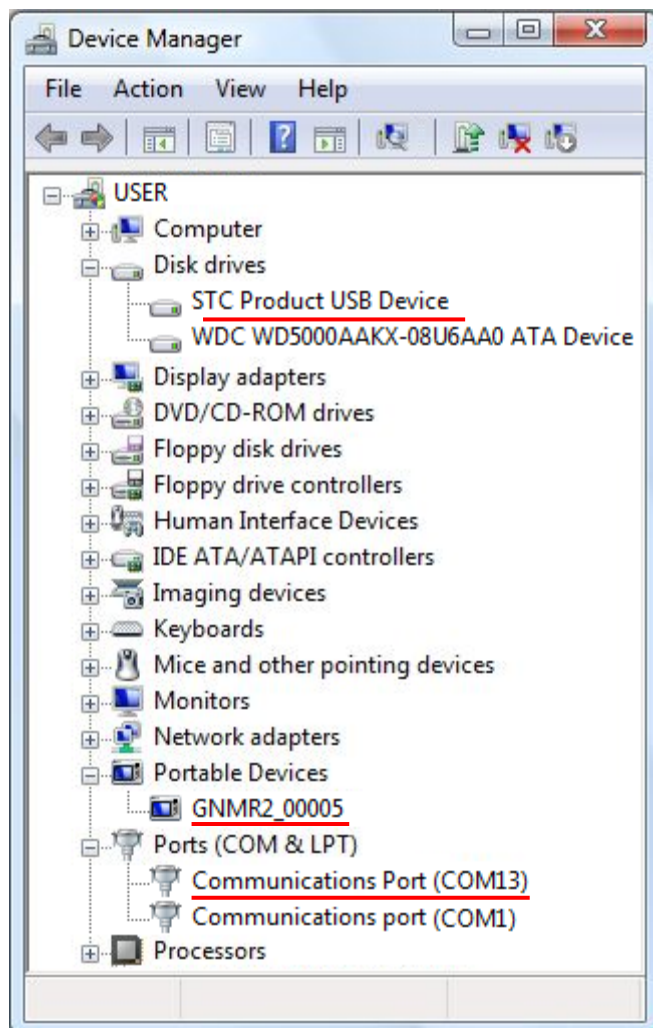 Device Manager
File Action View Help
USER
Computer
Disk drives
STC Product USB Device
WDC WD5000AAKX-08U6AA0 ATA Device
Display adapters
DVD/CD-ROM drives
Floppy disk drives
Floppy drive controllers
Human Interface Devices
IDE ATA/ATAPI controllers
Imaging devices
Keyboards
Mice and other pointing devices
Monitors
Network adapters
Portable Devices
GNMR2_00005
Ports (COM & LPT)
Communications Port (COM13)
Communications port (COM1)
Processors